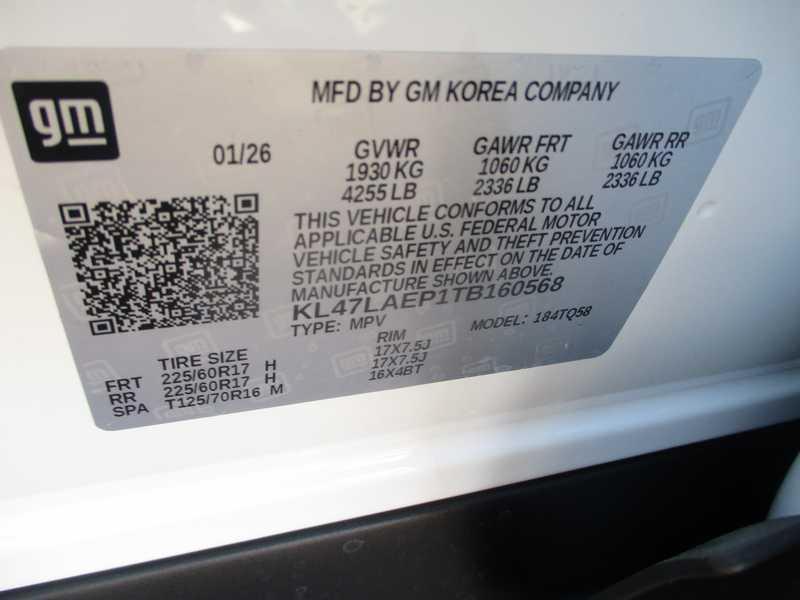 gm
MFD BY GM KOREA COMPANY
01/26 GVWR GAWR FRT GAWR RR
1930 KG 1060 KG 1060 KG
4255 LB 2336 LB 2336 LB
THIS VEHICLE CONFORMS TO ALL
APPLICABLE U.S. FEDERAL MOTOR
VEHICLE SAFETY AND THEFT PREVENTION
STANDARDS IN EFFECT ON THE DATE OF
MANUFACTURE SHOWN ABOVE.
KL47LAEP1TB160568
TYPE: MPV MODEL: 184TQ58
TIRE SIZE RIM
FRT 225/60R17 H 17X7.5J
RR 225/60R17 H 17X7.5J
SPA T125/70R16 M 16X4BT